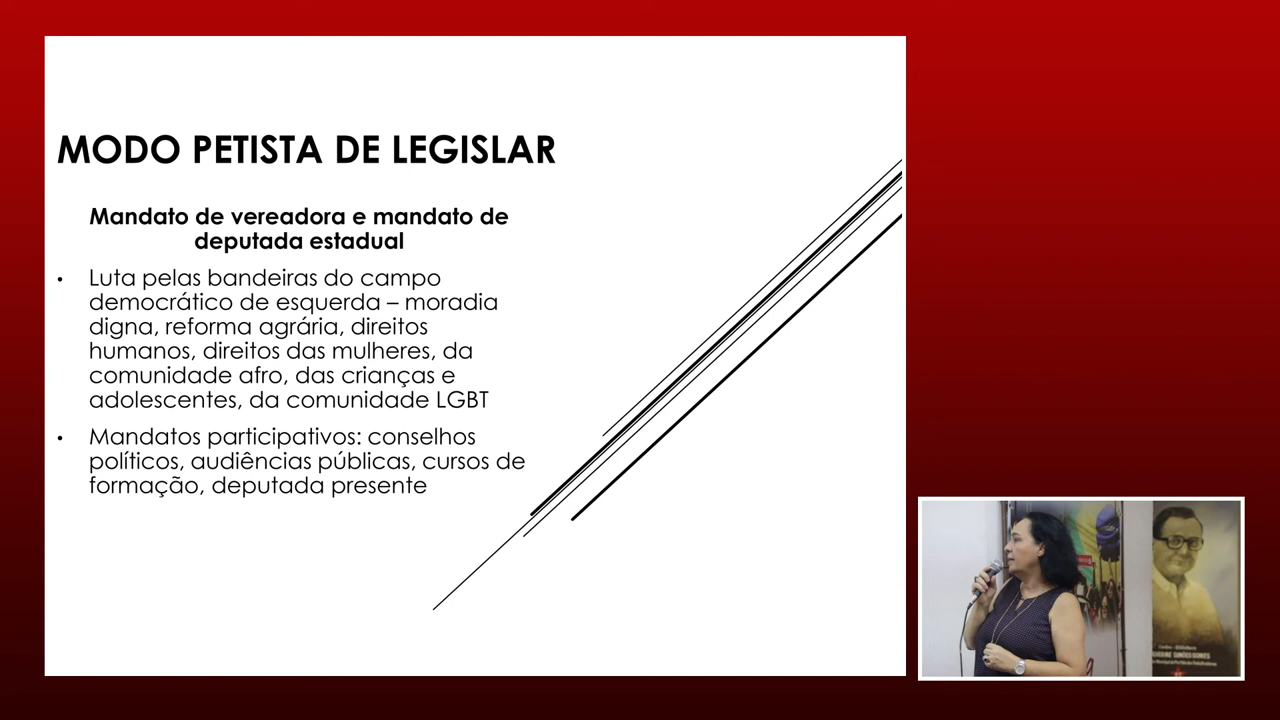 MODO PETISTA DE LEGISLAR
Mandato de vereadora e mandato de
deputada estadual
• Luta pelas bandeiras do campo
democrático de esquerda – moradia
digna, reforma agrária, direitos
humanos, direitos das mulheres, da
comunidade afro, das crianças e
adolescentes, da comunidade LGBT
• Mandatos participativos: conselhos
políticos, audiências públicas, cursos de
formação, deputada presente